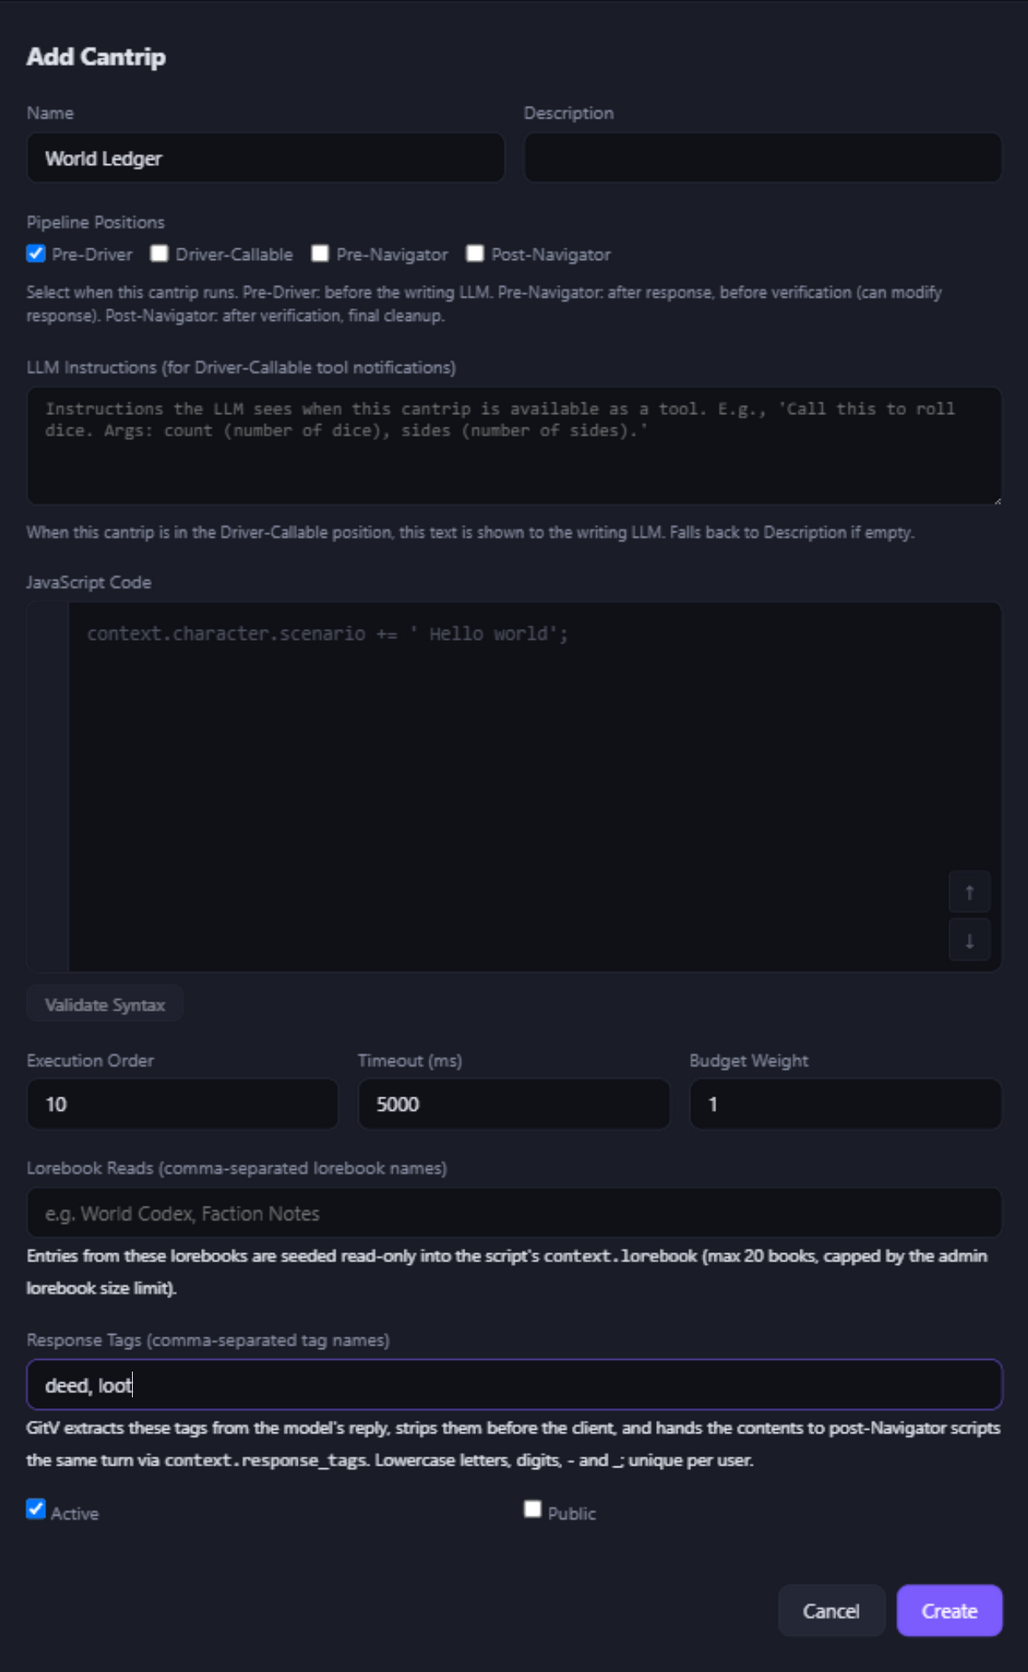 Add Cantrip
Name
Description
World Ledger
Pipeline Positions
Pre-Driver
Driver-Callable
Pre-Navigator
Post-Navigator
Select when this cantrip runs. Pre-Driver: before the writing LLM. Pre-Navigator: after response, before verification (can modify
response). Post-Navigator: after verification, final cleanup.
LLM Instructions (for Driver-Callable tool notifications)
Instructions the LLM sees when this cantrip is available as a tool. E.g., 'Call this to roll
dice. Args: count (number of dice), sides (number of sides).'
When this cantrip is in the Driver-Callable position, this text is shown to the writing LLM. Falls back to Description if empty.
JavaScript Code
context.character.scenario += ' Hello world';
↑
↓
Validate Syntax
Execution Order
Timeout (ms)
Budget Weight
10
5000
1
Lorebook Reads (comma-separated lorebook names)
e.g. World Codex, Faction Notes
Entries from these lorebooks are seeded read-only into the script's context.lorebook (max 20 books, capped by the admin
lorebook size limit).
Response Tags (comma-separated tag names)
deed, loot
GitV extracts these tags from the model's reply, strips them before the client, and hands the contents to post-Navigator scripts
the same turn via context.response_tags. Lowercase letters, digits, - and _; unique per user.
Active
Public
Cancel
Create